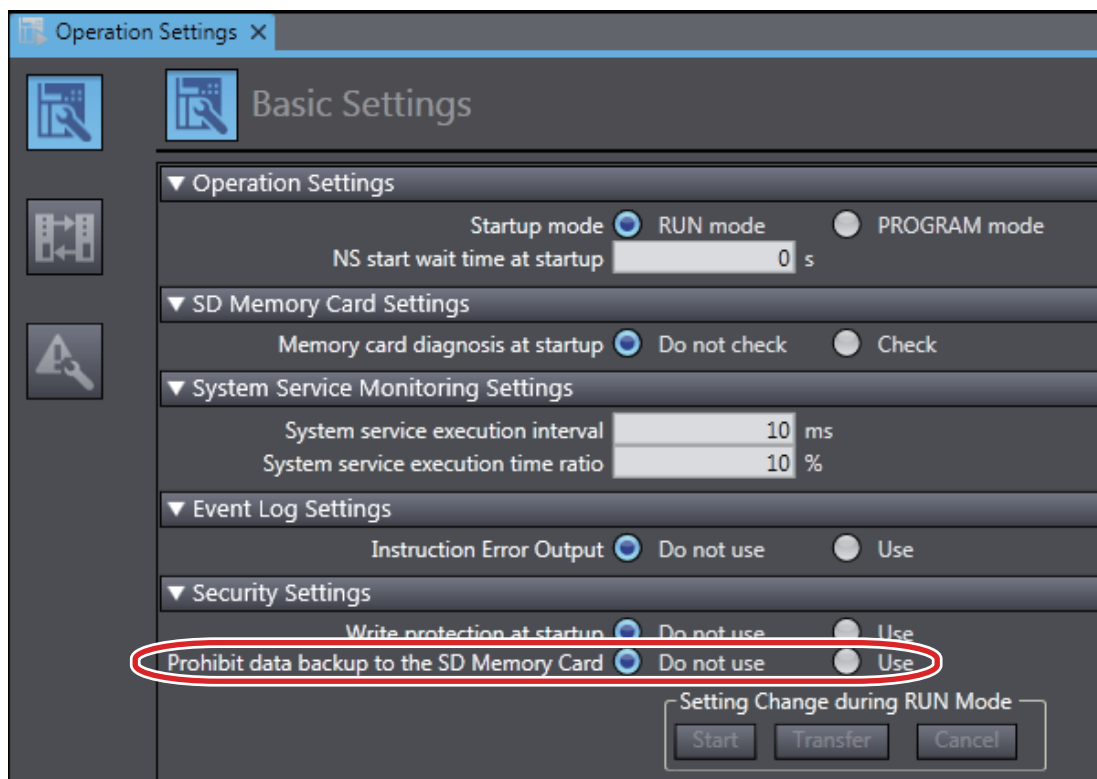 Operation Settings ×
Basic Settings
▼ Operation Settings
Startup mode RUN mode PROGRAM mode
NS start wait time at startup 0 s
▼ SD Memory Card Settings
Memory card diagnosis at startup Do not check Check
▼ System Service Monitoring Settings
System service execution interval 10 ms
System service execution time ratio 10 %
▼ Event Log Settings
Instruction Error Output Do not use Use
▼ Security Settings
Write protection at startup Do not use Use
Prohibit data backup to the SD Memory Card Do not use Use
Setting Change during RUN Mode
Start Transfer Cancel